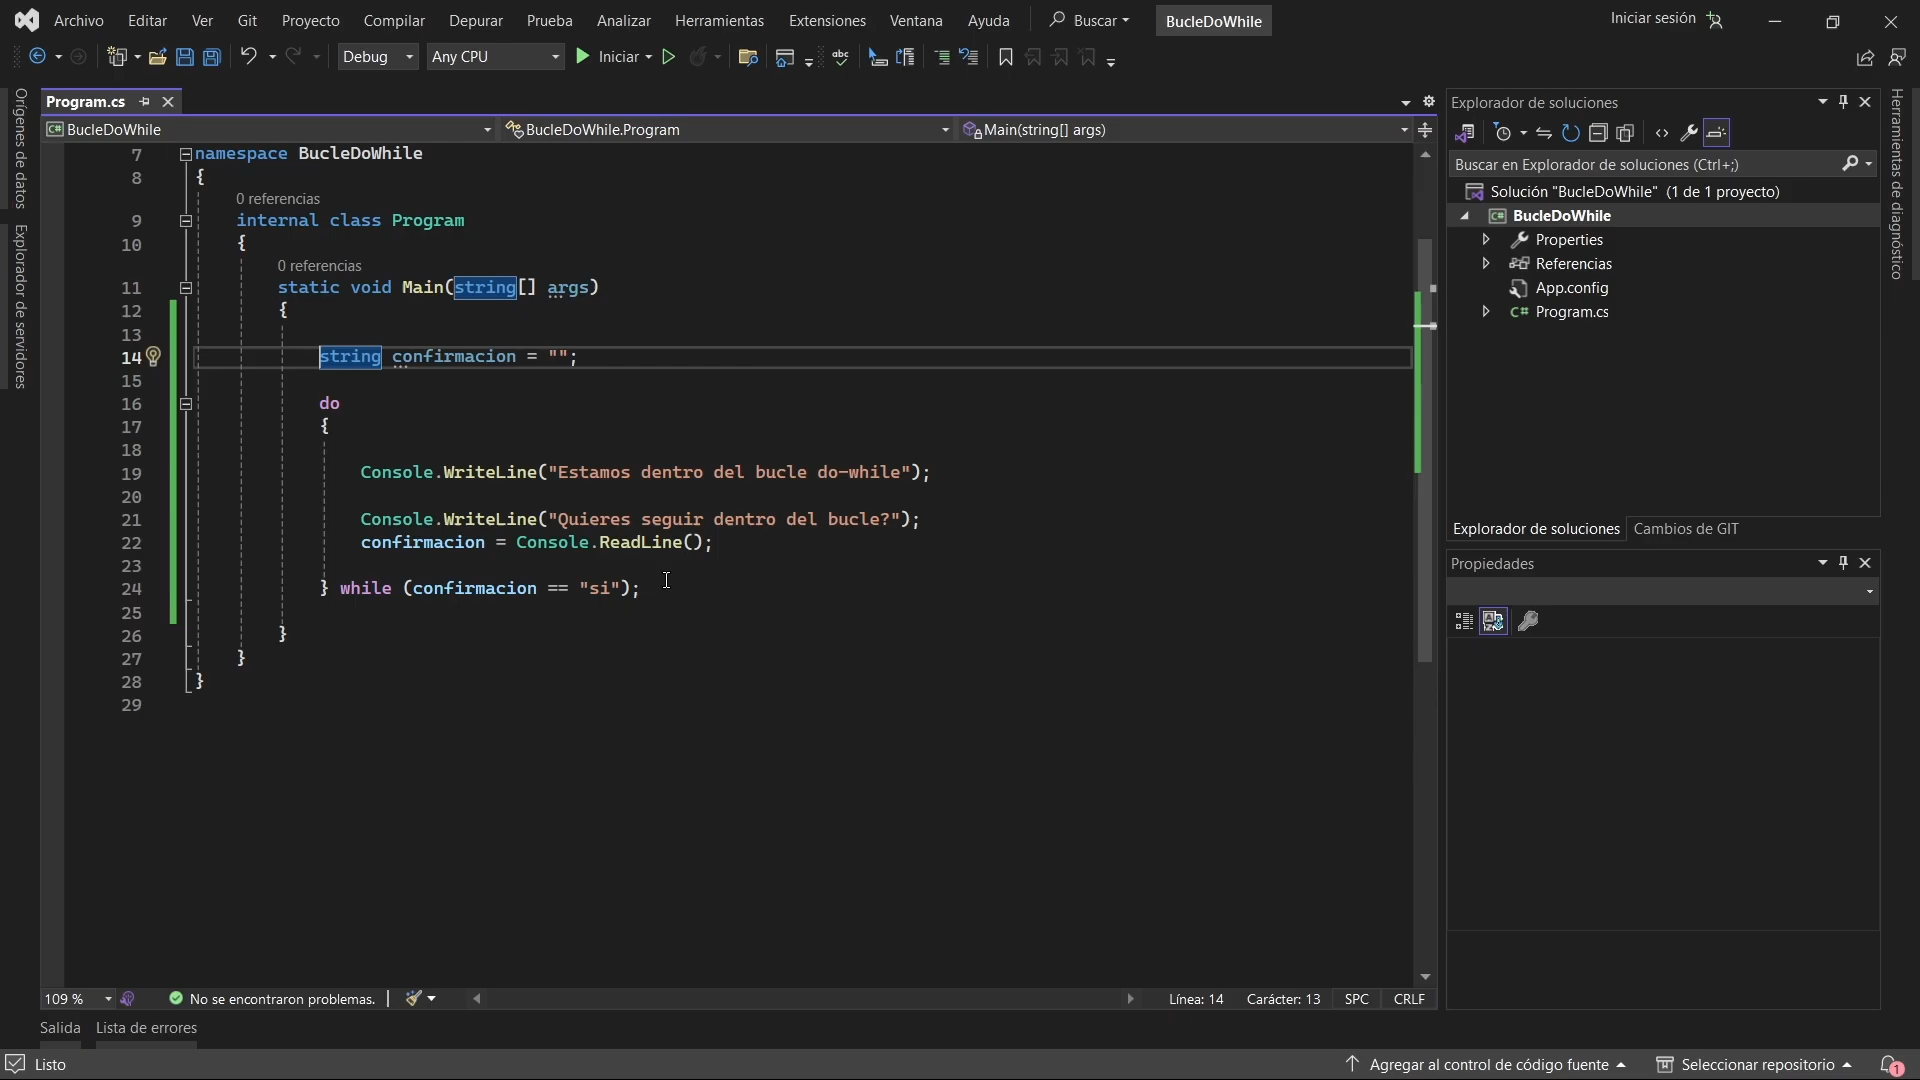 Archivo Editar Ver Git Proyecto Compilar Depurar Prueba Analizar Herramientas Extensiones Ventana Ayuda Buscar BucleDoWhile Iniciar sesión
Debug Any CPU Iniciar
Orígenes de datos
Explorador de servidores
Program.cs
BucleDoWhile BucleDoWhile.Program Main(string[] args)
7 namespace BucleDoWhile
8 {
0 referencias
9 internal class Program
10 {
0 referencias
11 static void Main(string[] args)
12 {
13
14 string confirmacion = "";
15
16 do
17 {
18
19 Console.WriteLine("Estamos dentro del bucle do-while");
20
21 Console.WriteLine("Quieres seguir dentro del bucle?");
22 confirmacion = Console.ReadLine();
23
24 } while (confirmacion == "si");
25
26 }
27 }
28 }
29
109 % No se encontraron problemas. Línea: 14 Carácter: 13 SPC CRLF
Salida Lista de errores
Explorador de soluciones
Buscar en Explorador de soluciones (Ctrl+;)
Solución "BucleDoWhile" (1 de 1 proyecto)
C# BucleDoWhile
Properties
Referencias
App.config
C# Program.cs
Explorador de soluciones Cambios de GIT
Propiedades
Herramientas de diagnóstico
Listo Agregar al control de código fuente Seleccionar repositorio 1